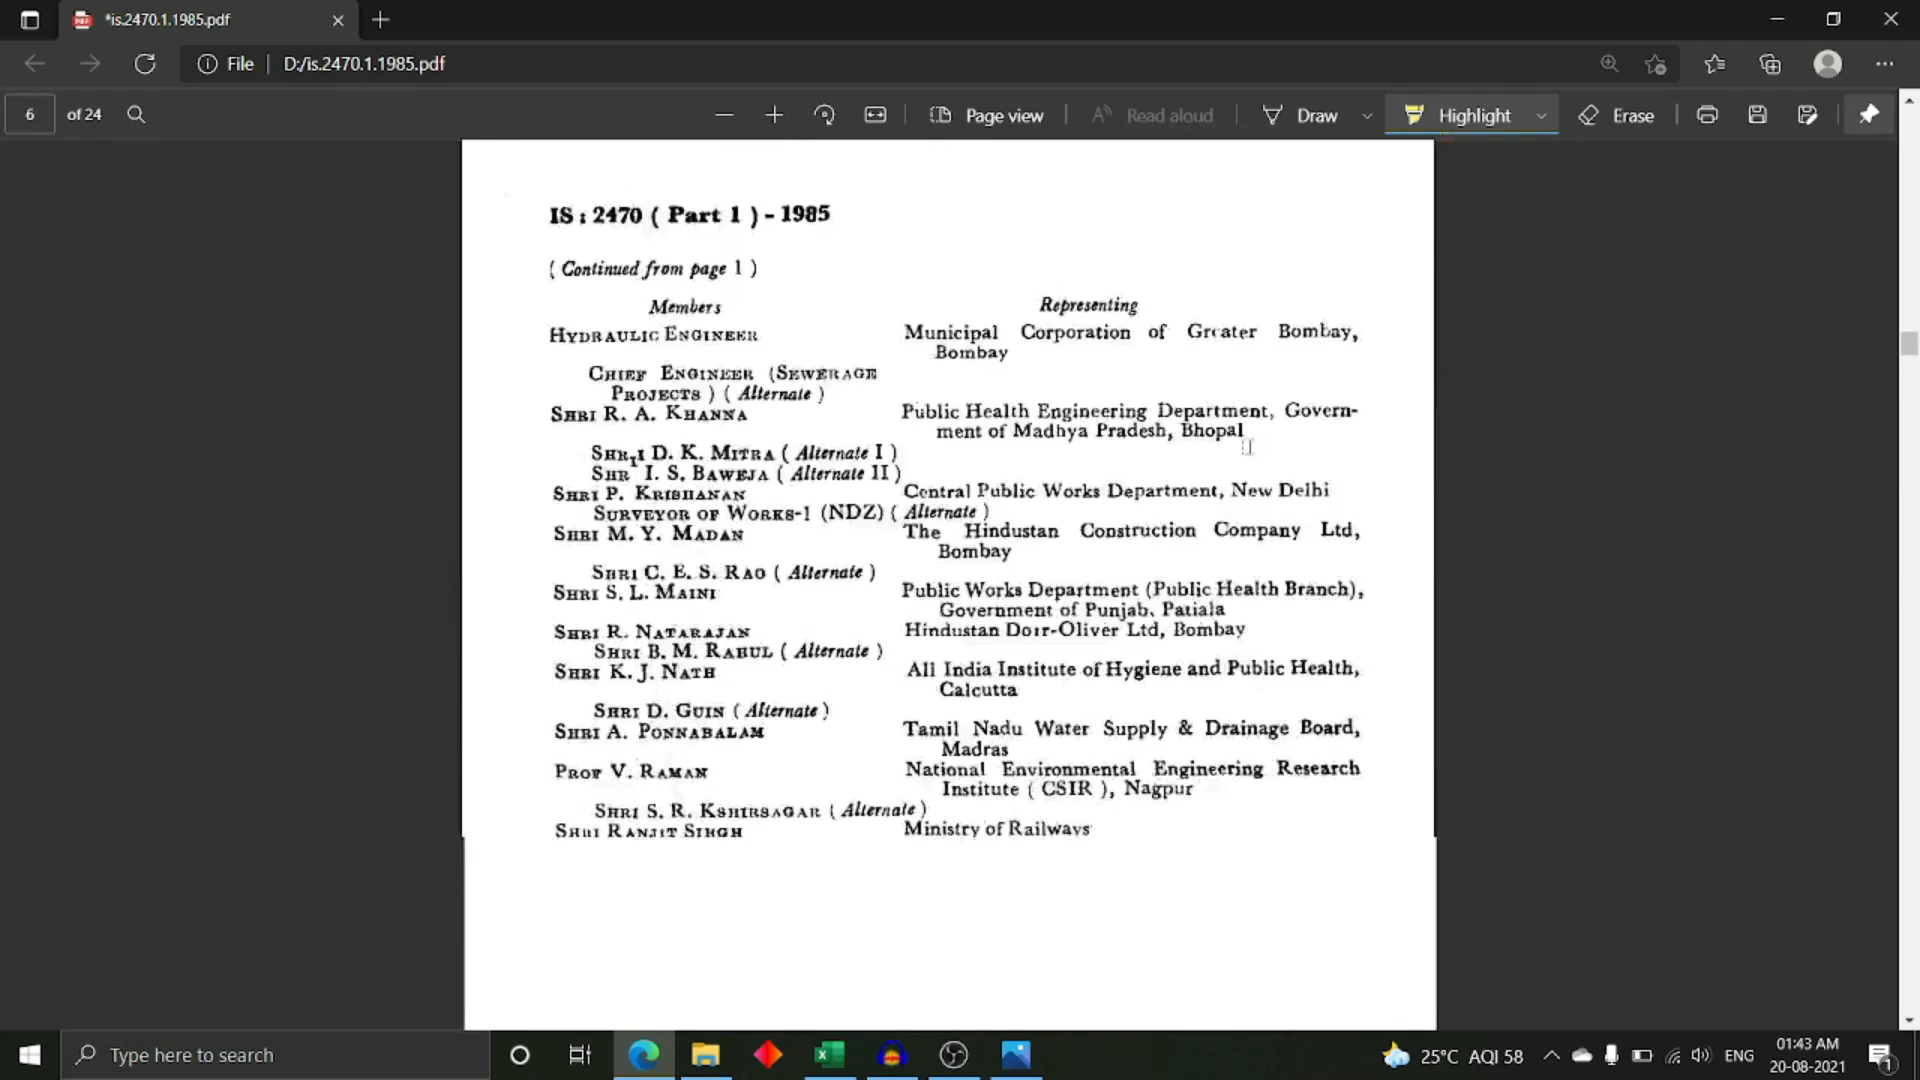 *is.2470.1.1985.pdf
File D:/is.2470.1.1985.pdf
6 of 24 Page view Read aloud Draw Highlight Erase
IS : 2470 ( Part 1 ) - 1985
( Continued from page 1 )
Members Representing
HYDRAULIC ENGINEER Municipal Corporation of Greater Bombay,
Bombay
CHIEF ENGINEER (SEWERAGE
PROJECTS ) ( Alternate )
SHRI R. A. KHANNA Public Health Engineering Department, Govern-
ment of Madhya Pradesh, Bhopal
SHRI D. K. MITRA ( Alternate I )
SHRI I. S. BAWEJA ( Alternate II )
SHRI P. KRISHANAN Central Public Works Department, New Delhi
SURVEYOR OF WORKS-1 (NDZ) ( Alternate )
SHRI M. Y. MADAN The Hindustan Construction Company Ltd,
Bombay
SHRI C. E. S. RAO ( Alternate )
SHRI S. L. MAINI Public Works Department (Public Health Branch),
Government of Punjab, Patiala
SHRI R. NATARAJAN Hindustan Dorr-Oliver Ltd, Bombay
SHRI B. M. RAHUL ( Alternate )
SHRI K. J. NATH All India Institute of Hygiene and Public Health,
Calcutta
SHRI D. GUIN ( Alternate )
SHRI A. PONNABALAM Tamil Nadu Water Supply & Drainage Board,
Madras
PROF V. RAMAN National Environmental Engineering Research
Institute ( CSIR ), Nagpur
SHRI S. R. KSHIRSAGAR ( Alternate )
SHRI RANJIT SINGH Ministry of Railways
Type here to search 25°C AQI 58 ENG 01:43 AM
20-08-2021 1